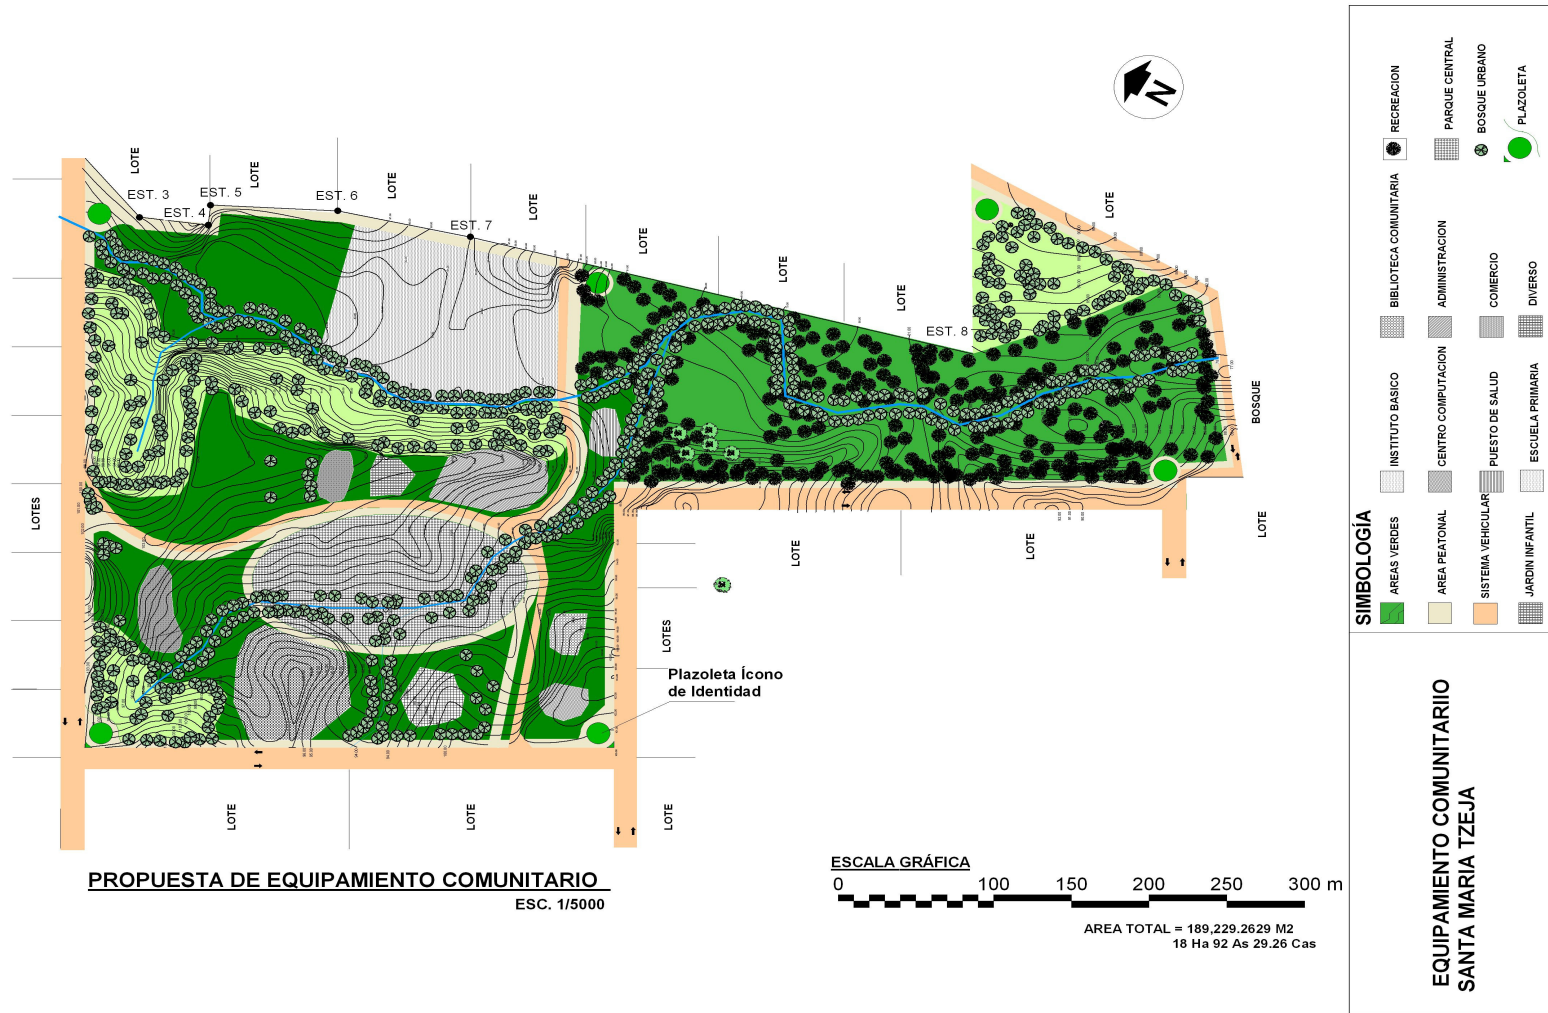 LOTE
LOTE
LOTE
LOTE
LOTE
LOTE
LOTE
LOTE
EST. 3
EST. 4
EST. 5
EST. 6
EST. 7
EST. 8
N
BOSQUE
LOTE
LOTE
LOTE
LOTES
LOTES
Plazoleta Ícono
de Identidad
LOTE
LOTE
LOTE
PROPUESTA DE EQUIPAMIENTO COMUNITARIO
ESC. 1/5000
ESCALA GRÁFICA
0 100 150 200 250 300 m
AREA TOTAL = 189,229.2629 M2
18 Ha 92 As 29.26 Cas
SIMBOLOGÍA
AREAS VERDES
INSTITUTO BASICO
BIBLIOTECA COMUNITARIA
RECREACION
AREA PEATONAL
CENTRO COMPUTACION
ADMINISTRACION
PARQUE CENTRAL
SISTEMA VEHICULAR
PUESTO DE SALUD
COMERCIO
BOSQUE URBANO
JARDIN INFANTIL
ESCUELA PRIMARIA
DIVERSO
PLAZOLETA
EQUIPAMIENTO COMUNITARIIO
SANTA MARIA TZEJA